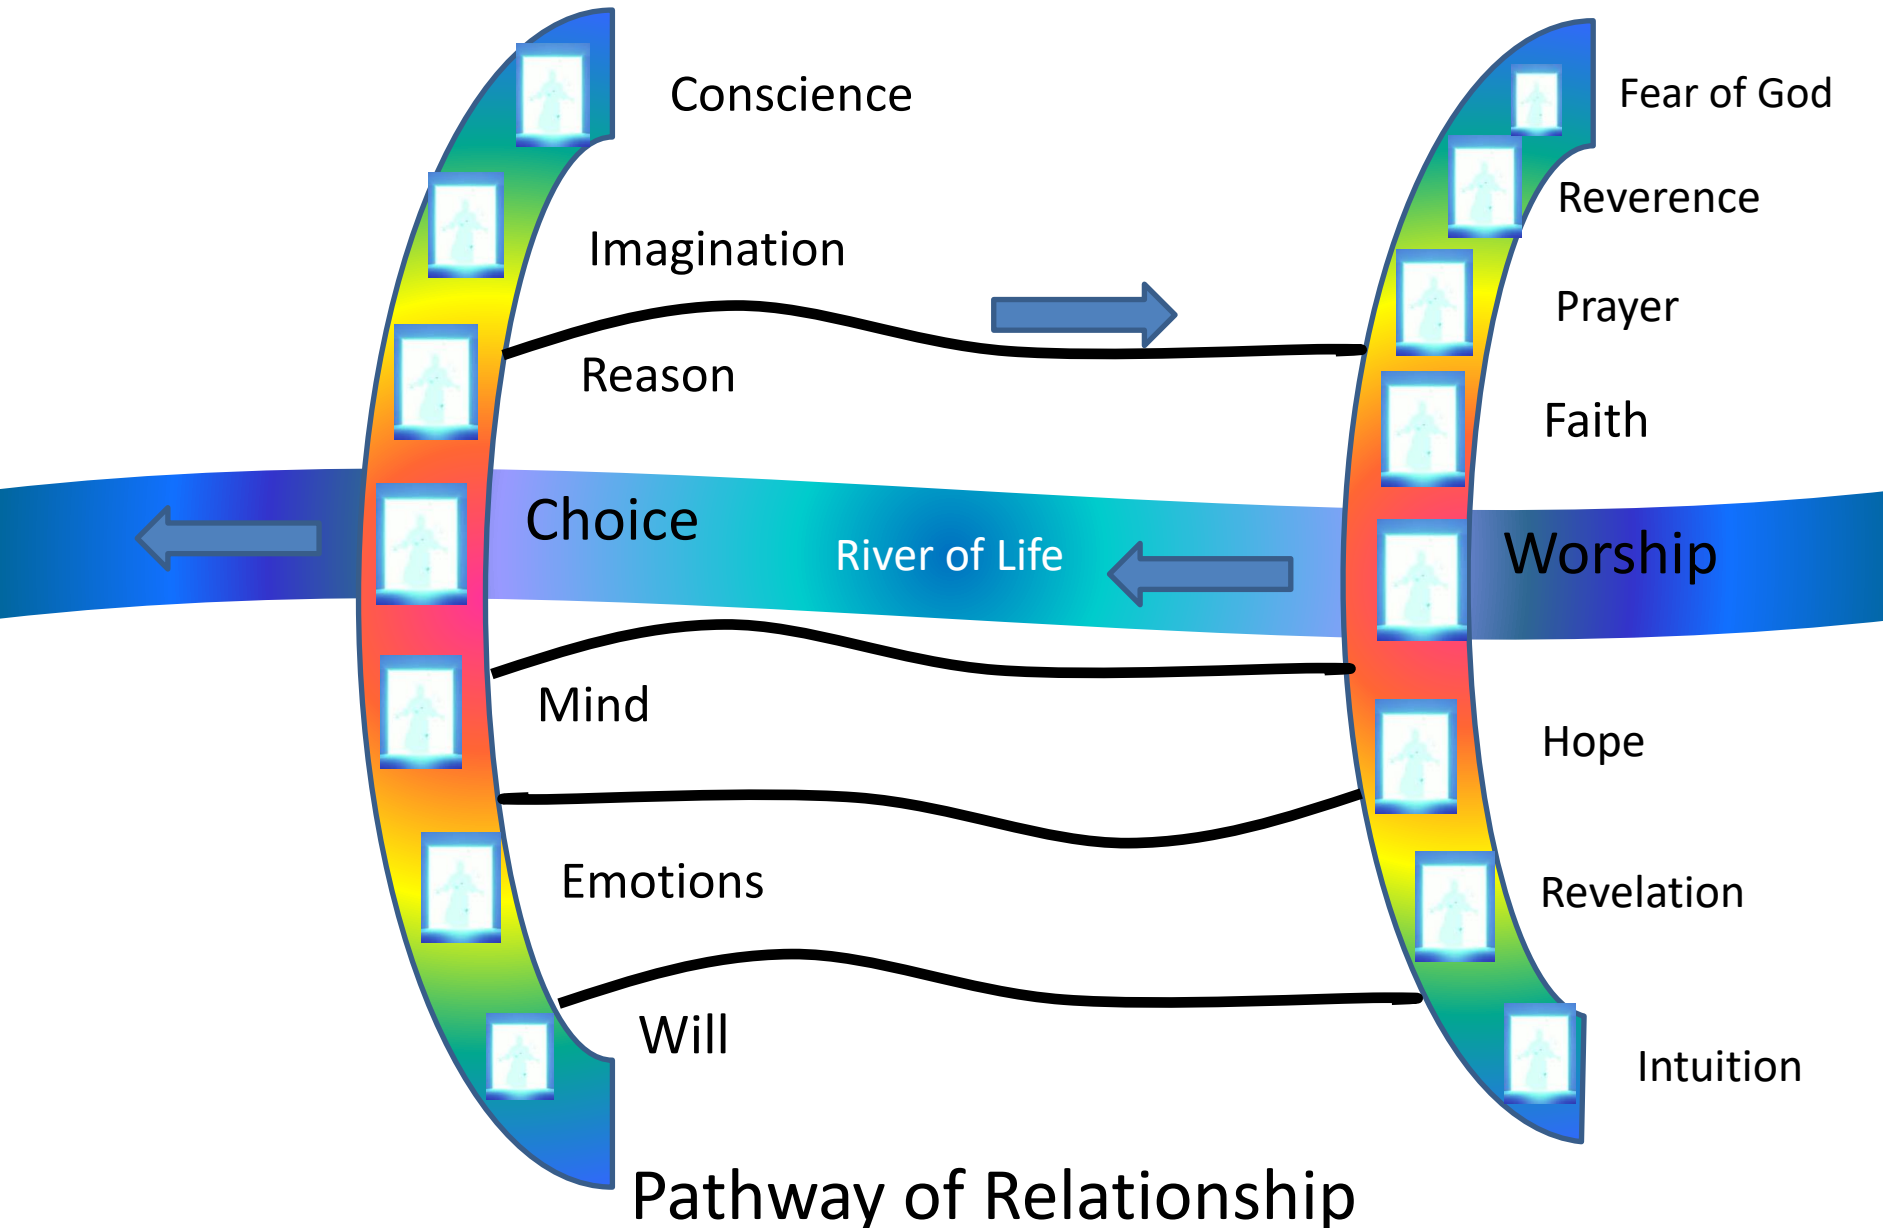 Conscience
Imagination
Reason
Choice
Mind
Emotions
Will
River of Life
Fear of God
Reverence
Prayer
Faith
Worship
Hope
Revelation
Intuition
Pathway of Relationship